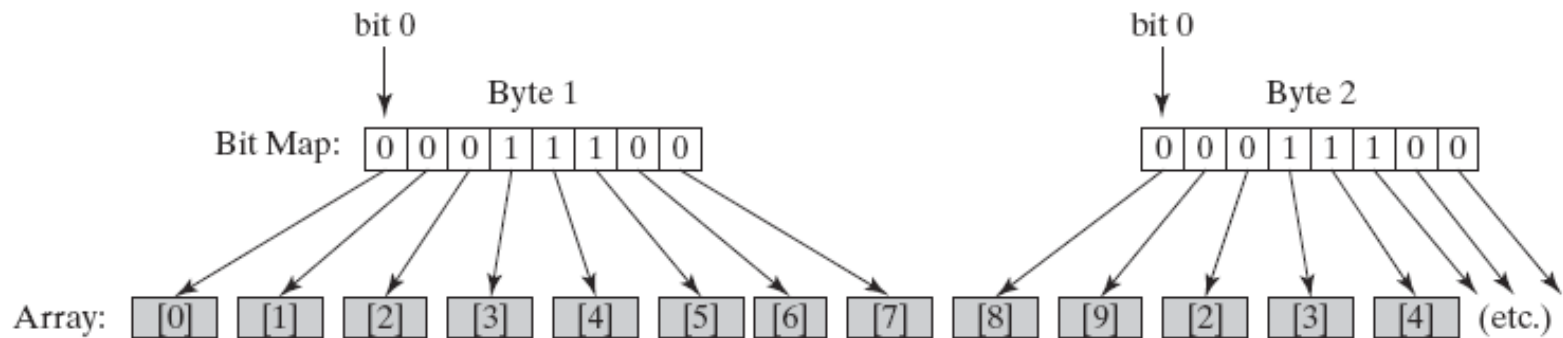 bit 0 bit 0
Byte 1 Byte 2
Bit Map: 0 0 0 1 1 1 0 0 0 0 0 1 1 1 0 0
Array: [0] [1] [2] [3] [4] [5] [6] [7] [8] [9] [2] [3] [4] (etc.)